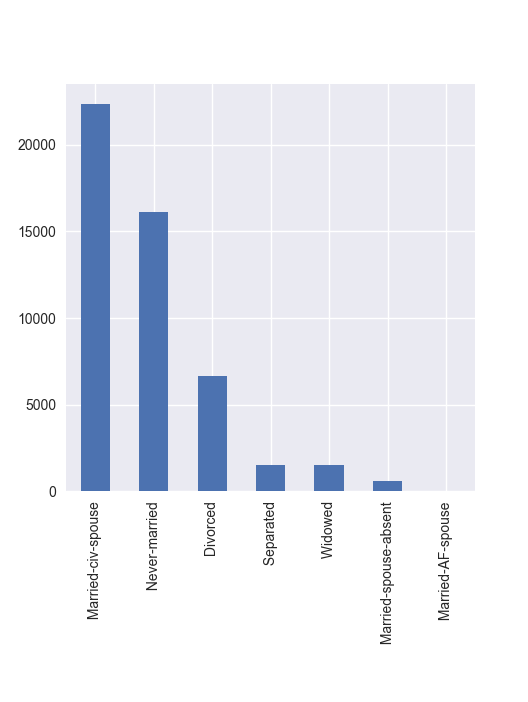 20000
15000
10000
5000
0
Married-civ-spouse
Never-married
Divorced
Separated
Widowed
Married-spouse-absent
Married-AF-spouse